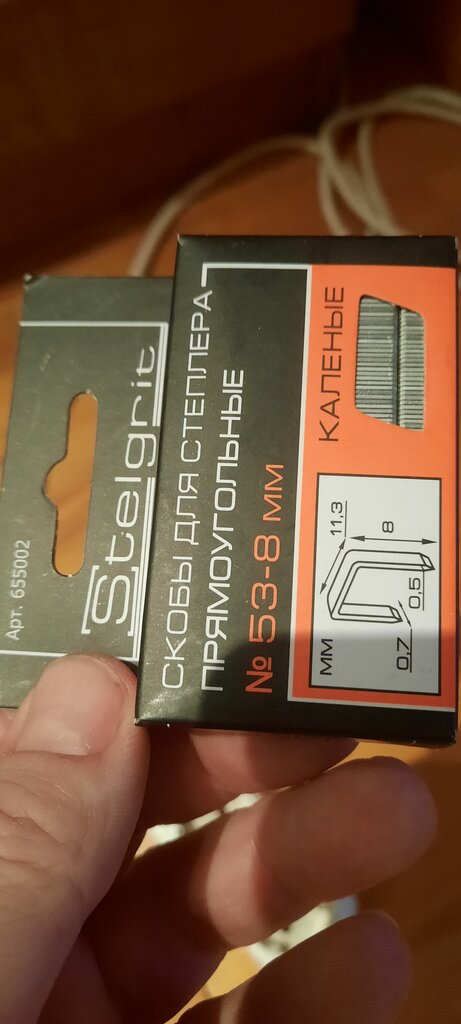 Арт. 655002
Stelgrit
СКОБЫ ДЛЯ СТЕПЛЕРА
ПРЯМОУГОЛЬНЫЕ
№ 53-8 мм
КАЛЕНЫЕ
ММ
11,3
8
0,7
0,5